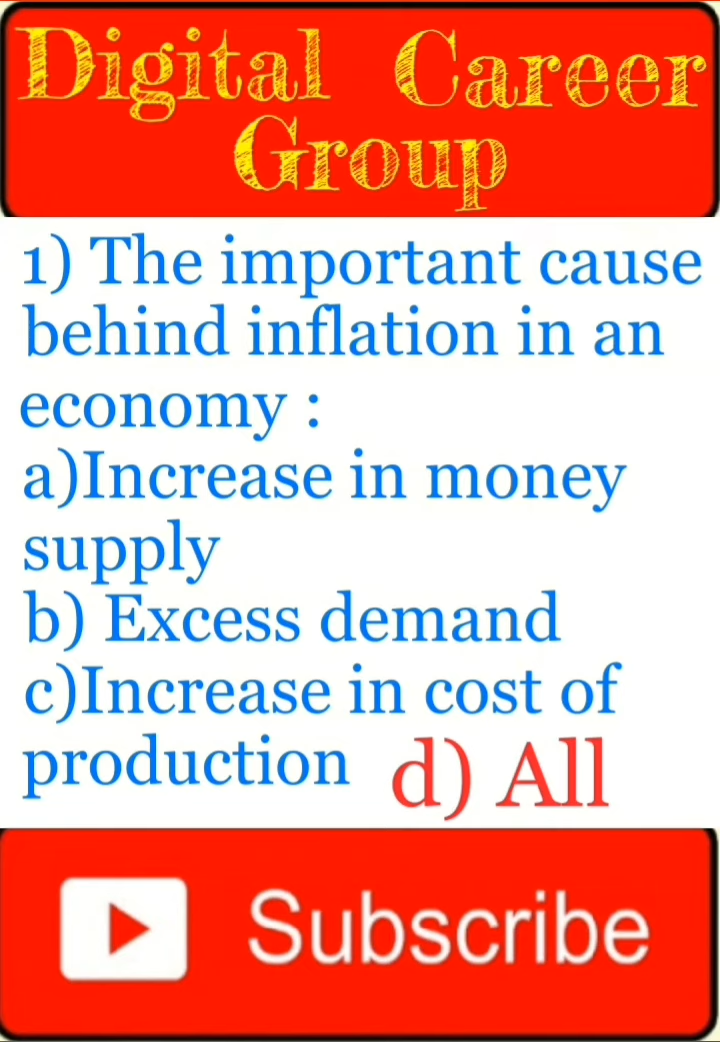 Digital Career
Group
1) The important cause
behind inflation in an
economy :
a)Increase in money
supply
b) Excess demand
c)Increase in cost of
production d) All
Subscribe